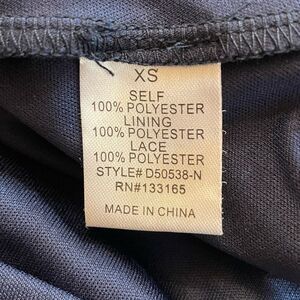 XS
SELF
100% POLYESTER
LINING
100% POLYESTER
LACE
100% POLYESTER
STYLE# D50538-N
RN#133165
MADE IN CHINA